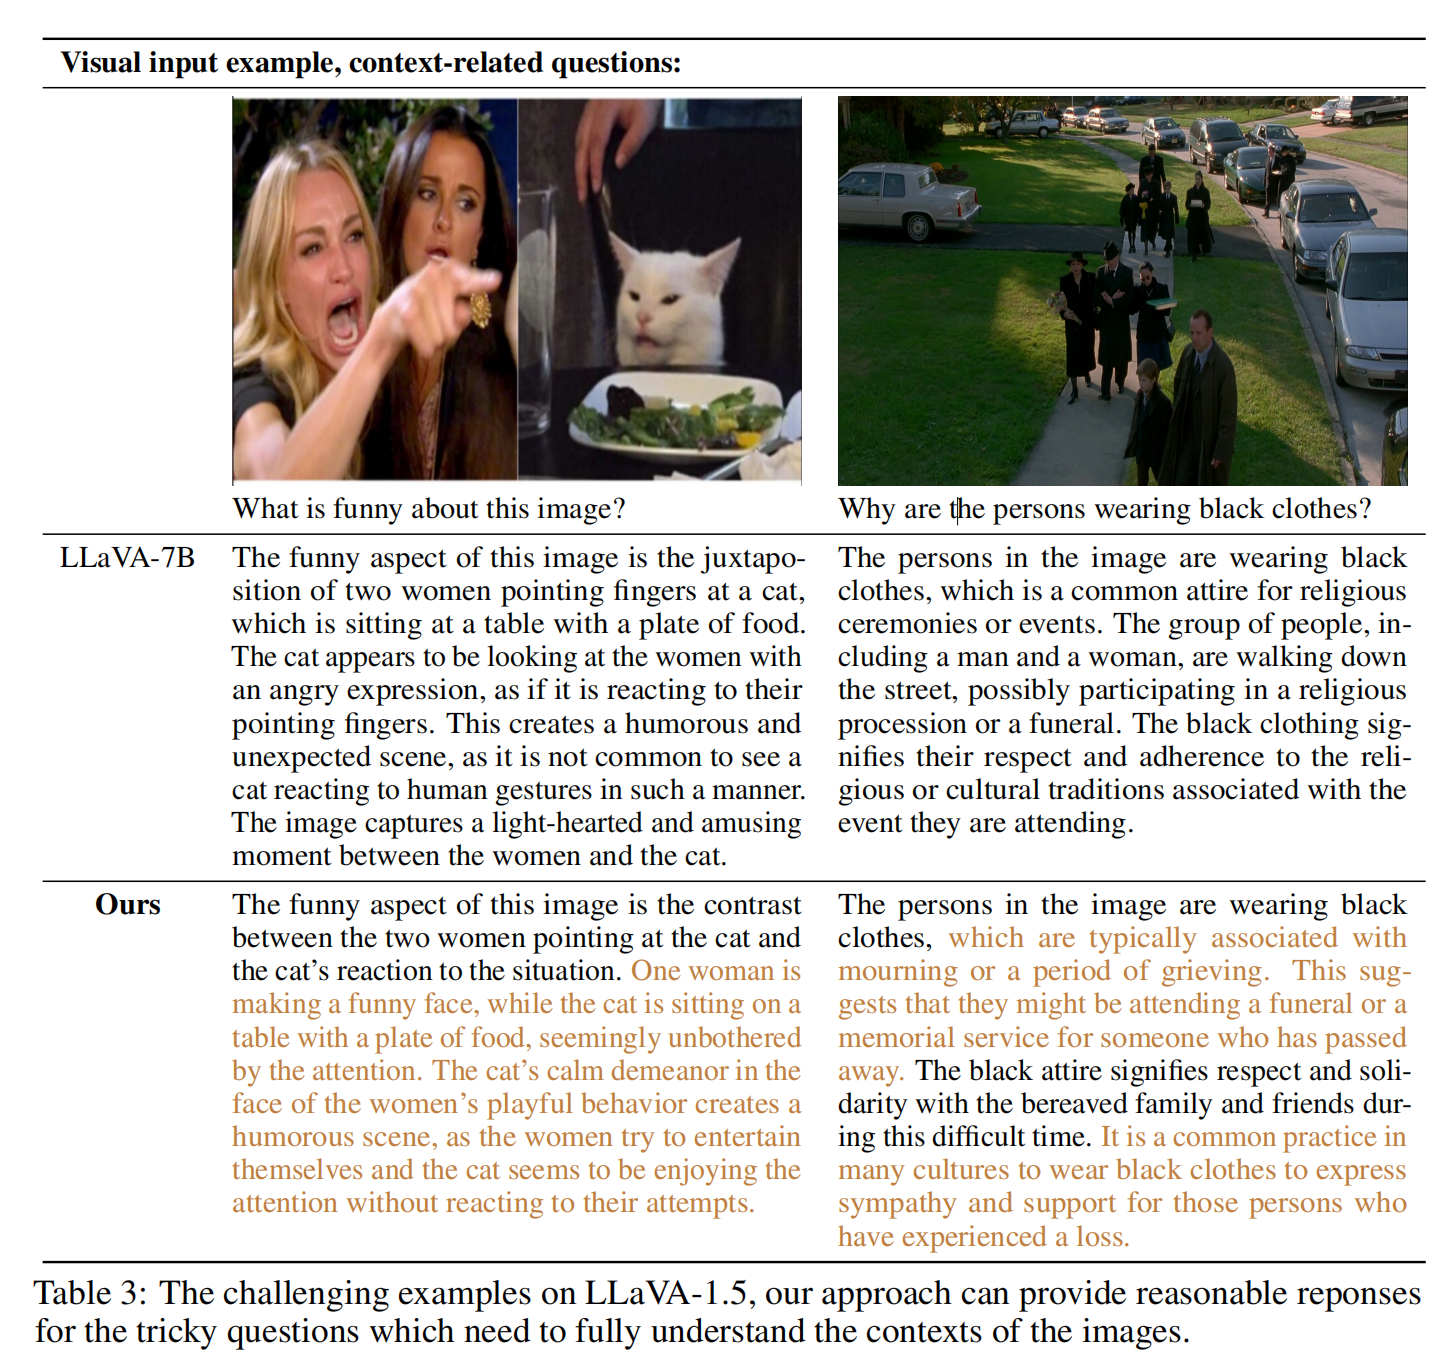 Visual input example, context-related questions:
What is funny about this image?
Why are the persons wearing black clothes?
LLaVA-7B
The funny aspect of this image is the juxtapo-
sition of two women pointing fingers at a cat,
which is sitting at a table with a plate of food.
The cat appears to be looking at the women with
an angry expression, as if it is reacting to their
pointing fingers. This creates a humorous and
unexpected scene, as it is not common to see a
cat reacting to human gestures in such a manner.
The image captures a light-hearted and amusing
moment between the women and the cat.
The persons in the image are wearing black
clothes, which is a common attire for religious
ceremonies or events. The group of people, in-
cluding a man and a woman, are walking down
the street, possibly participating in a religious
procession or a funeral. The black clothing sig-
nifies their respect and adherence to the reli-
gious or cultural traditions associated with the
event they are attending.
Ours
The funny aspect of this image is the contrast
between the two women pointing at the cat and
the cat's reaction to the situation. One woman is
making a funny face, while the cat is sitting on a
table with a plate of food, seemingly unbothered
by the attention. The cat's calm demeanor in the
face of the women's playful behavior creates a
humorous scene, as the women try to entertain
themselves and the cat seems to be enjoying the
attention without reacting to their attempts.
The persons in the image are wearing black
clothes, which are typically associated with
mourning or a period of grieving. This sug-
gests that they might be attending a funeral or a
memorial service for someone who has passed
away. The black attire signifies respect and soli-
darity with the bereaved family and friends dur-
ing this difficult time. It is a common practice in
many cultures to wear black clothes to express
sympathy and support for those persons who
have experienced a loss.
Table 3: The challenging examples on LLaVA-1.5, our approach can provide reasonable reponses
for the tricky questions which need to fully understand the contexts of the images.